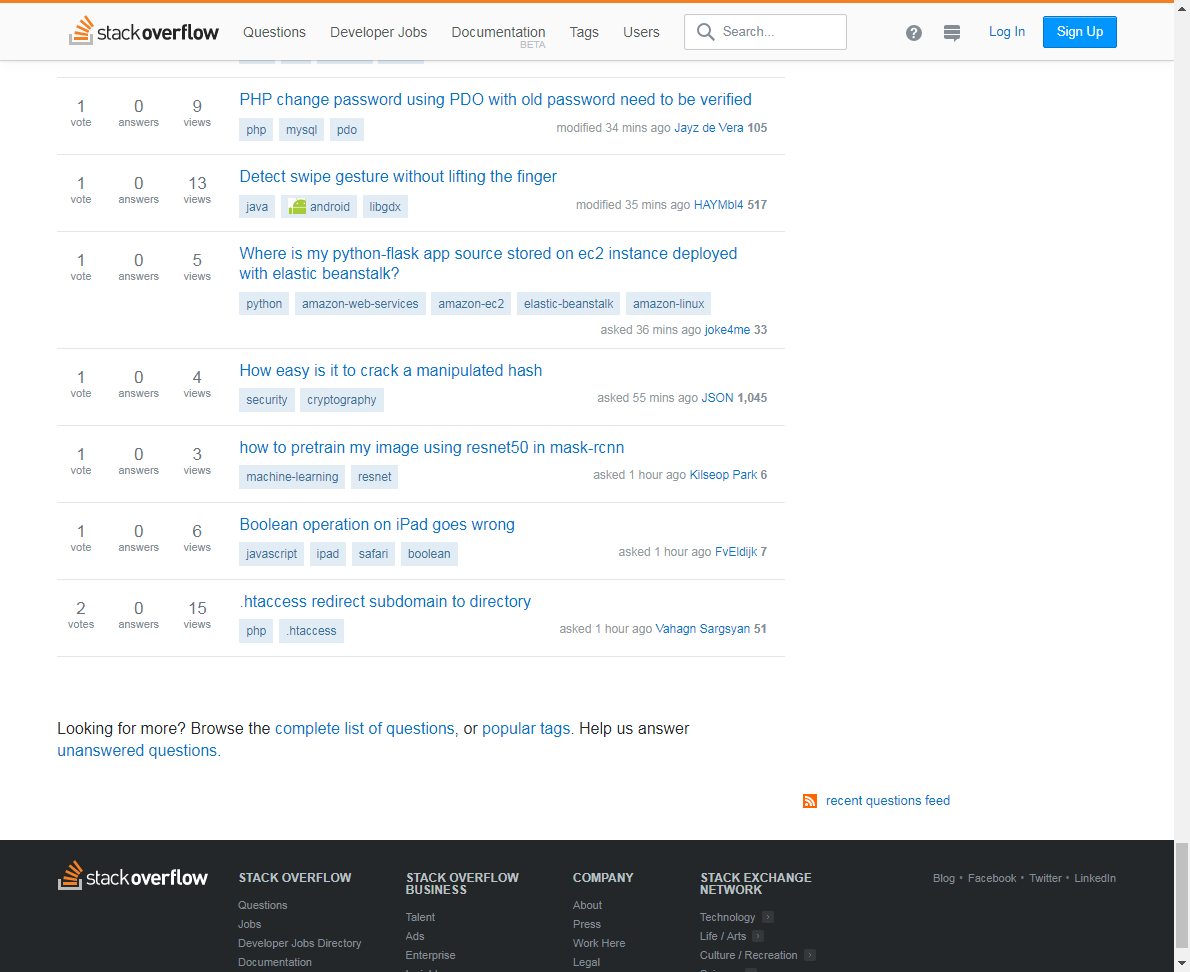 stackoverflow Questions Developer Jobs Documentation Tags Users Search... ? Log In Sign Up
BETA
1 0 9 PHP change password using PDO with old password need to be verified
vote answers views php mysql pdo modified 34 mins ago Jayz de Vera 105
1 0 13 Detect swipe gesture without lifting the finger
vote answers views java android libgdx modified 35 mins ago HAYMbl4 517
1 0 5 Where is my python-flask app source stored on ec2 instance deployed
vote answers views with elastic beanstalk?
python amazon-web-services amazon-ec2 elastic-beanstalk amazon-linux
asked 36 mins ago joke4me 33
1 0 4 How easy is it to crack a manipulated hash
vote answers views security cryptography asked 55 mins ago JSON 1,045
1 0 3 how to pretrain my image using resnet50 in mask-rcnn
vote answers views machine-learning resnet asked 1 hour ago Kilseop Park 6
1 0 6 Boolean operation on iPad goes wrong
vote answers views javascript ipad safari boolean asked 1 hour ago FvEldijk 7
2 0 15 .htaccess redirect subdomain to directory
votes answers views php .htaccess asked 1 hour ago Vahagn Sargsyan 51
Looking for more? Browse the complete list of questions, or popular tags. Help us answer
unanswered questions.
recent questions feed
stackoverflow
STACK OVERFLOW
Questions
Jobs
Developer Jobs Directory
Documentation
STACK OVERFLOW
BUSINESS
Talent
Ads
Enterprise
COMPANY
About
Press
Work Here
Legal
STACK EXCHANGE
NETWORK
Technology
Life / Arts
Culture / Recreation
Blog • Facebook • Twitter • LinkedIn